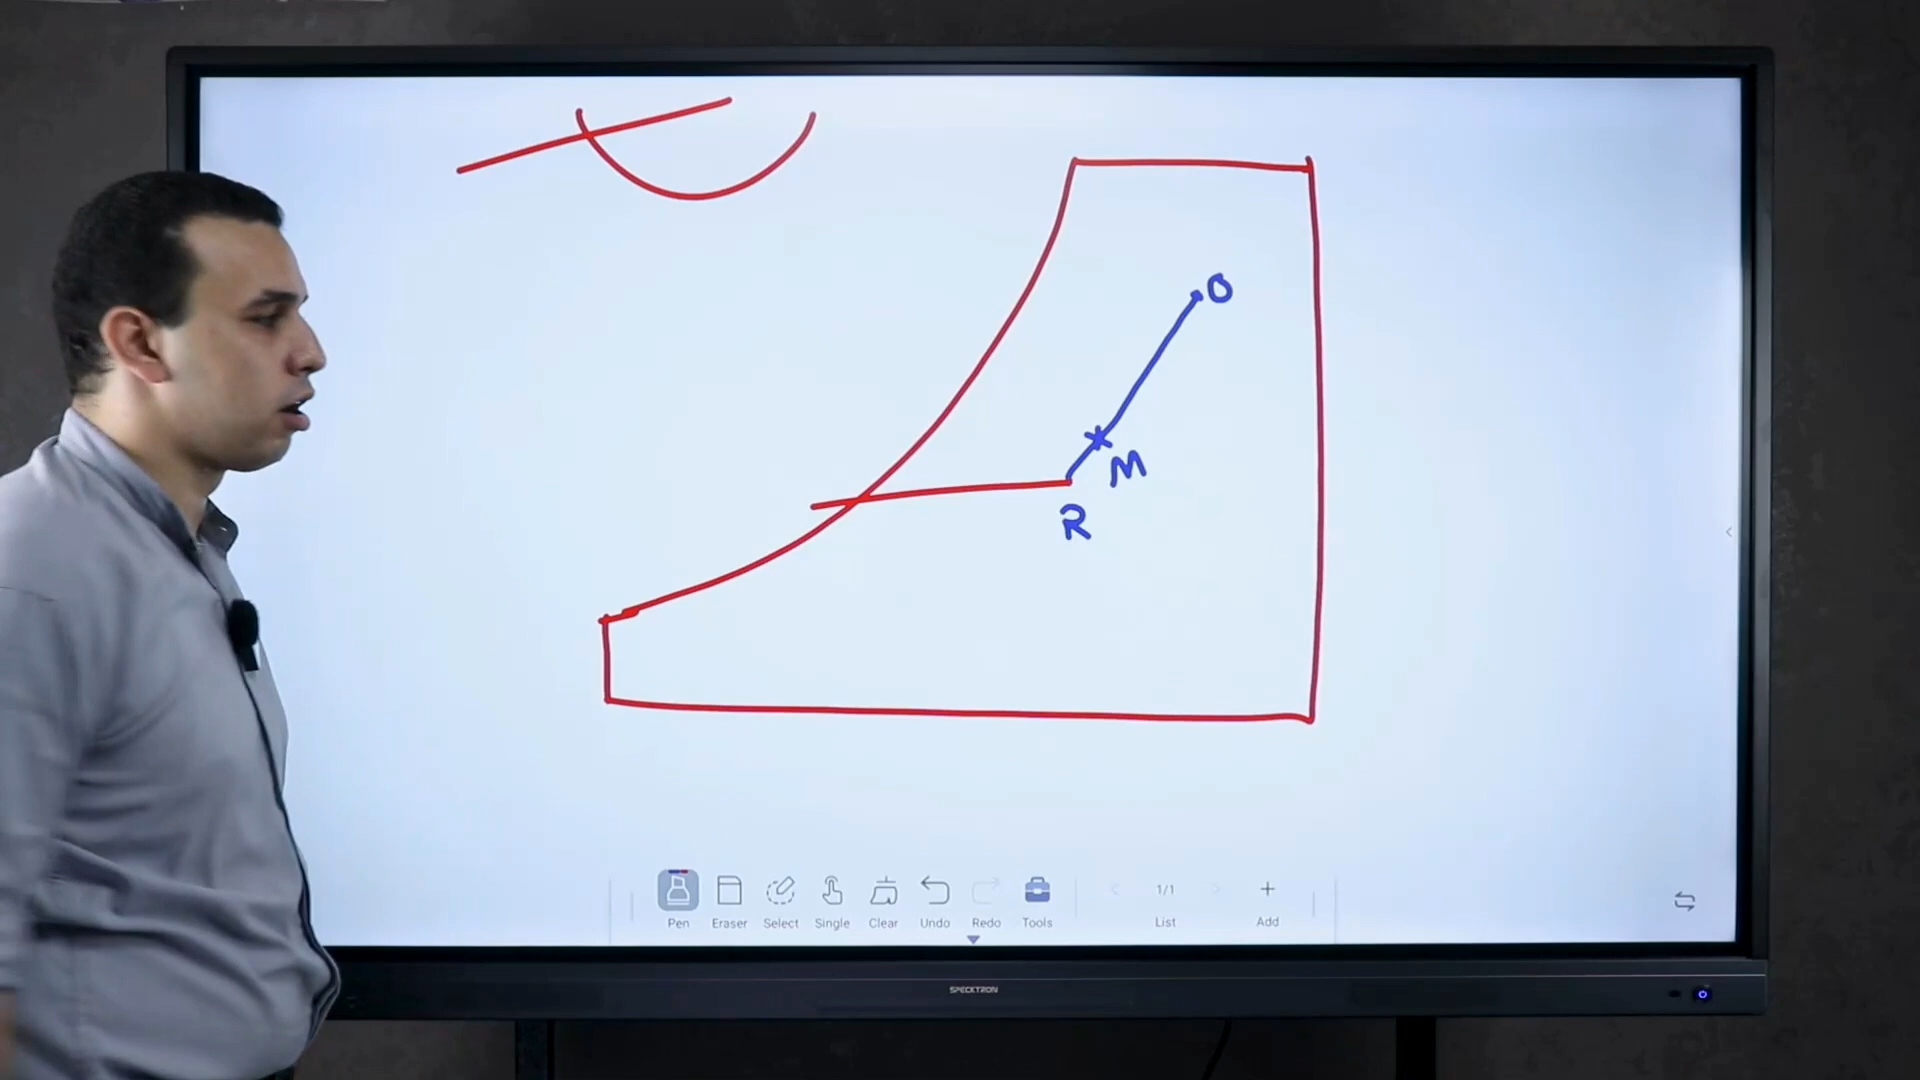 O
M
R
Pen Eraser Select Single Clear Undo Redo Tools 1/1 List Add
SPECKTRON